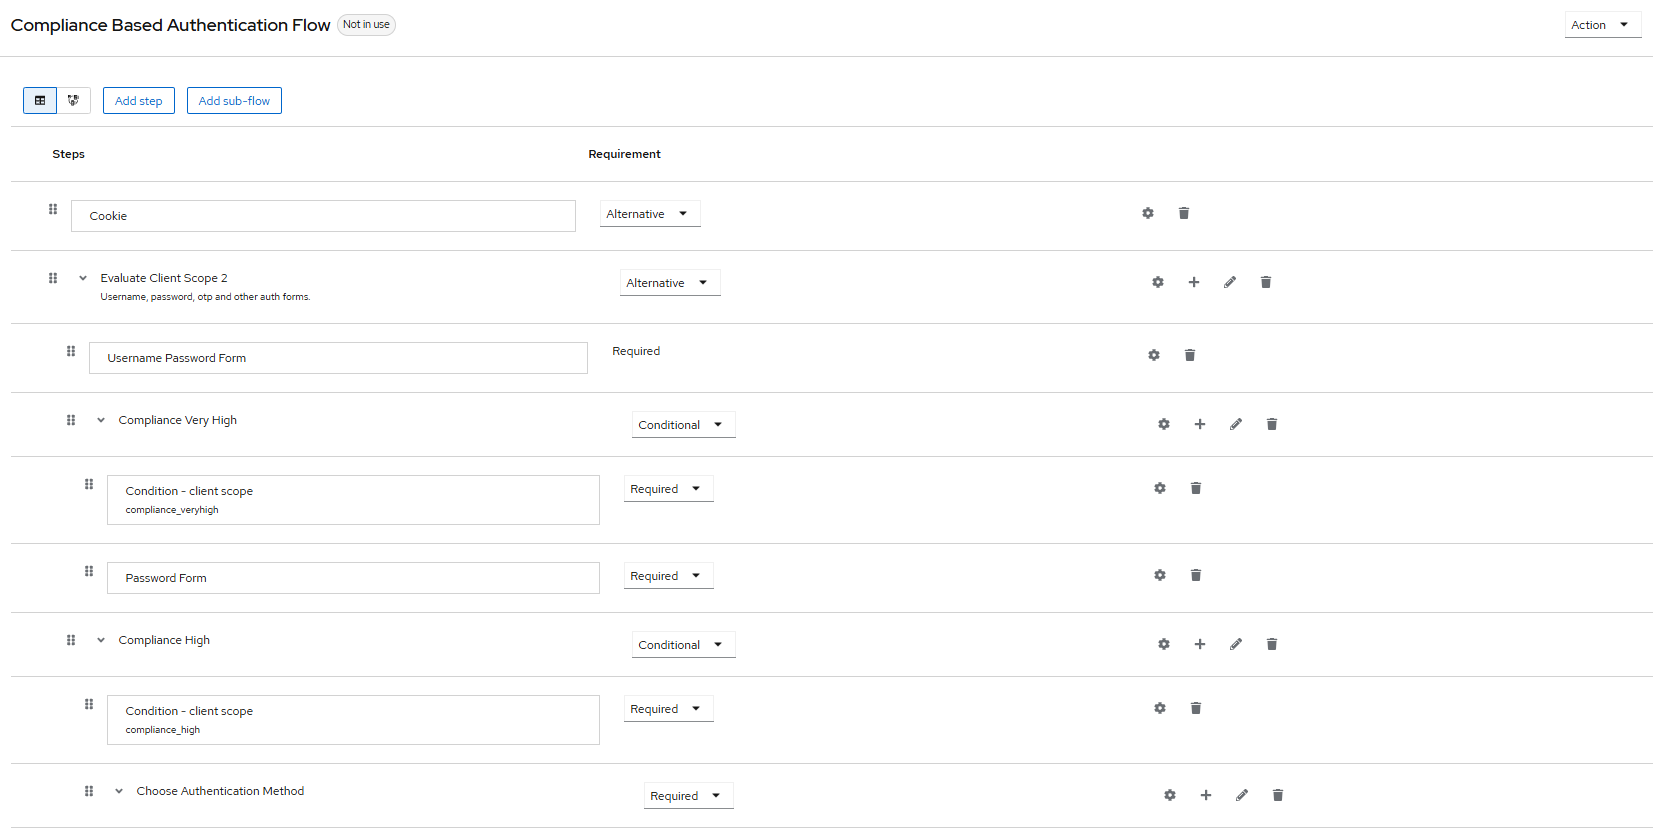 Compliance Based Authentication Flow Not in use
Action
Add step Add sub-flow
Steps Requirement
Cookie Alternative
Evaluate Client Scope 2 Alternative
Username, password, otp and other auth forms.
Username Password Form Required
Compliance Very High Conditional
Condition - client scope Required
compliance_veryhigh
Password Form Required
Compliance High Conditional
Condition - client scope Required
compliance_high
Choose Authentication Method Required